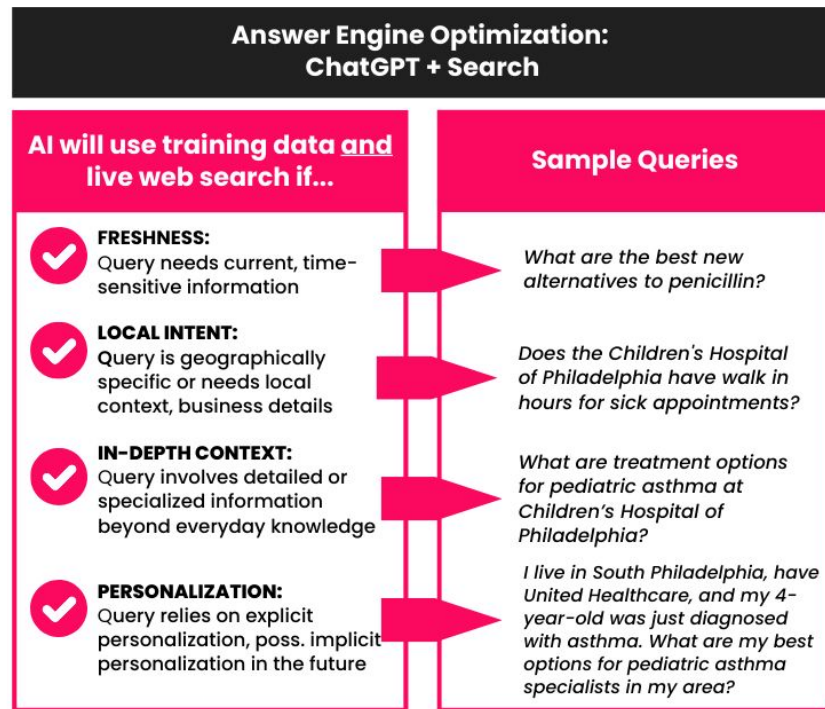 Answer Engine Optimization:
ChatGPT + Search
AI will use training data and
live web search if...
Sample Queries
FRESHNESS:
Query needs current, time-
sensitive information
What are the best new
alternatives to penicillin?
LOCAL INTENT:
Query is geographically
specific or needs local
context, business details
Does the Children's Hospital
of Philadelphia have walk in
hours for sick appointments?
IN-DEPTH CONTEXT:
Query involves detailed or
specialized information
beyond everyday knowledge
What are treatment options
for pediatric asthma at
Children’s Hospital of
Philadelphia?
PERSONALIZATION:
Query relies on explicit
personalization, poss. implicit
personalization in the future
I live in South Philadelphia, have
United Healthcare, and my 4-
year-old was just diagnosed
with asthma. What are my best
options for pediatric asthma
specialists in my area?